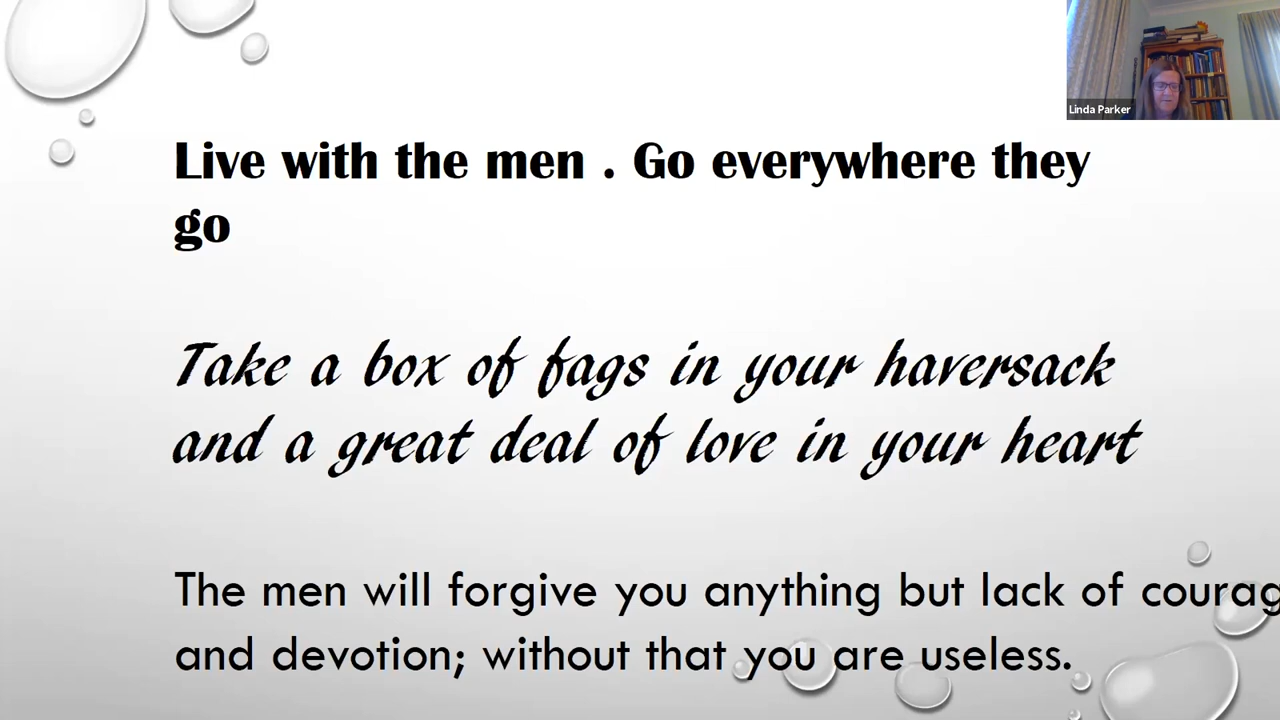 Linda Parker
Live with the men . Go everywhere they
go
Take a box of fags in your haversack
and a great deal of love in your heart
The men will forgive you anything but lack of courag
and devotion; without that you are useless.